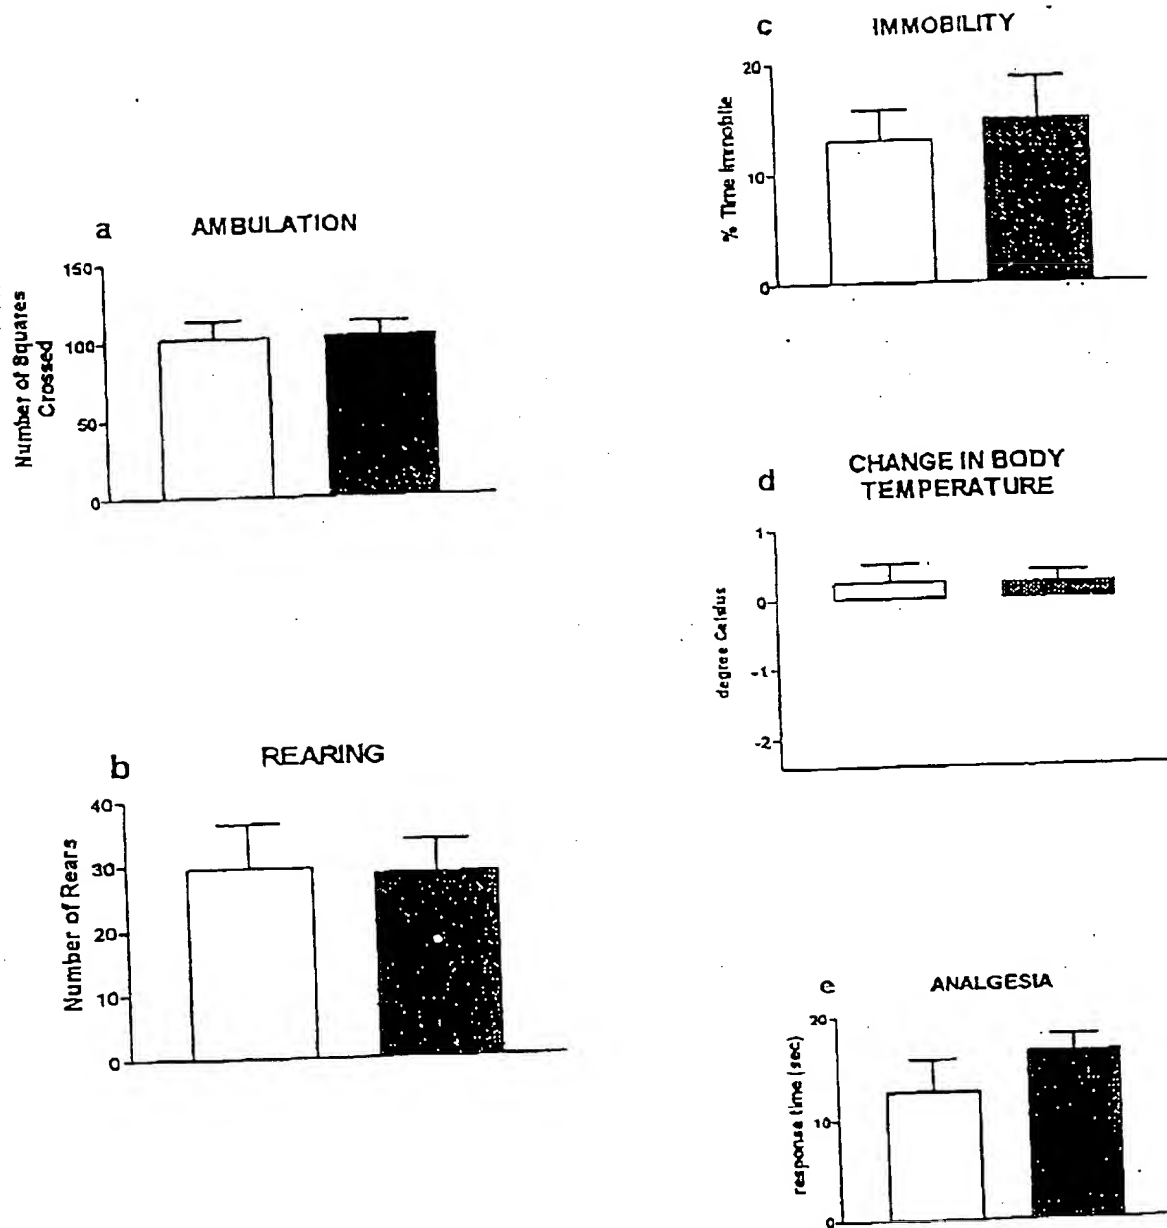 a
AMBULATION
Number of Squares
Crossed
150
100
50
0
b
REARING
Number of Rears
40
30
20
10
0
c
IMMOBILITY
% Time Immobile
20
10
0
d
CHANGE IN BODY
TEMPERATURE
degree Celsius
1
0
-1
-2
e
ANALGESIA
response time (sec)
20
10
0